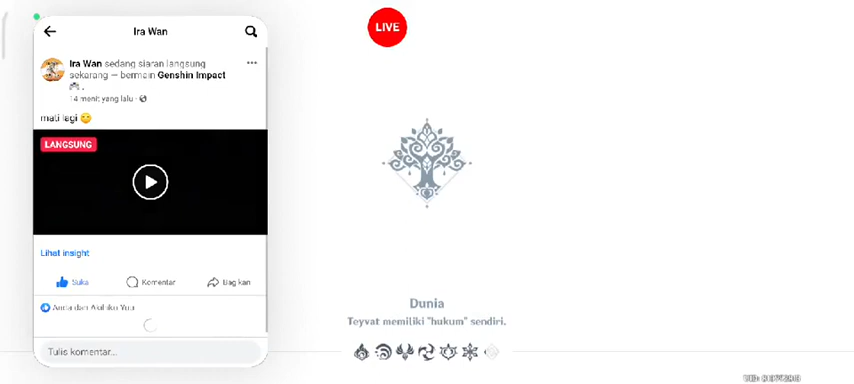 Ira Wan
Ira Wan sedang siaran langsung
sekarang — bermain Genshin Impact
14 menit yang lalu ·
mati lagi 😊
LANGSUNG
Lihat insight
Suka
Komentar
Bagikan
Tulis komentar...
LIVE
Dunia
Teyvat memiliki "hukum" sendiri.